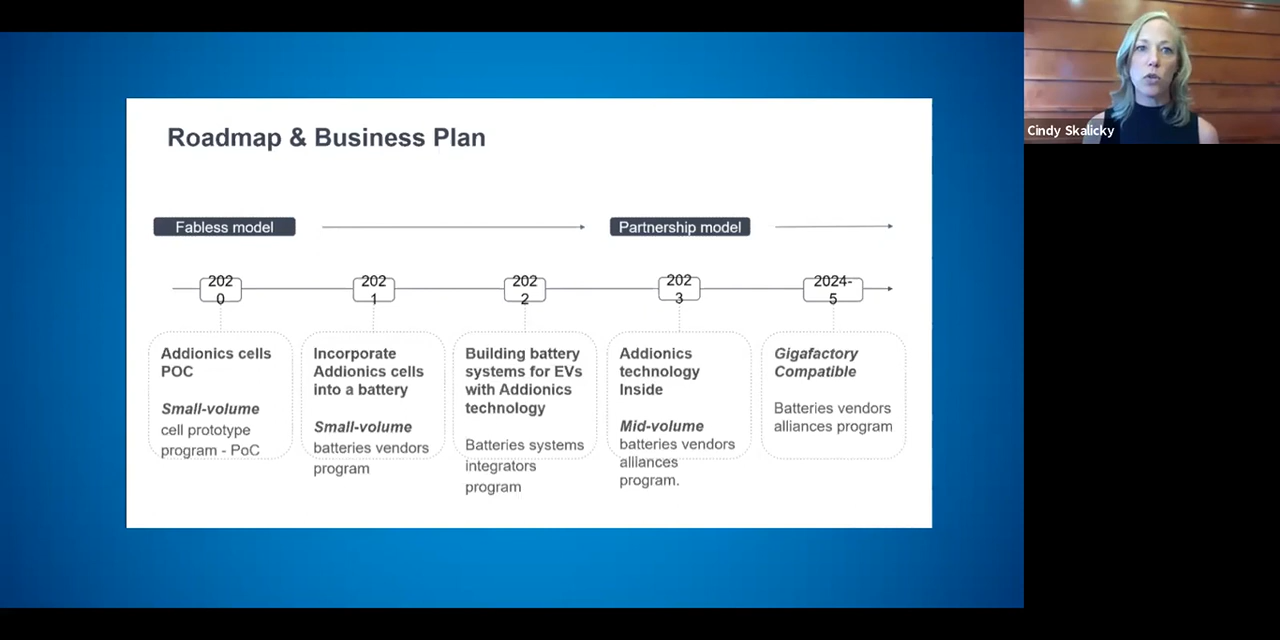 Roadmap & Business Plan
Fabless model
Partnership model
202
0
202
1
202
2
202
3
2024-
5
Addionics cells
POC
Small-volume
cell prototype
program - PoC
Incorporate
Addionics cells
into a battery
Small-volume
batteries vendors
program
Building battery
systems for EVs
with Addionics
technology
Batteries systems
integrators
program
Addionics
technology
Inside
Mid-volume
batteries vendors
alliances
program.
Gigafactory
Compatible
Batteries vendors
alliances program
Cindy Skalicky